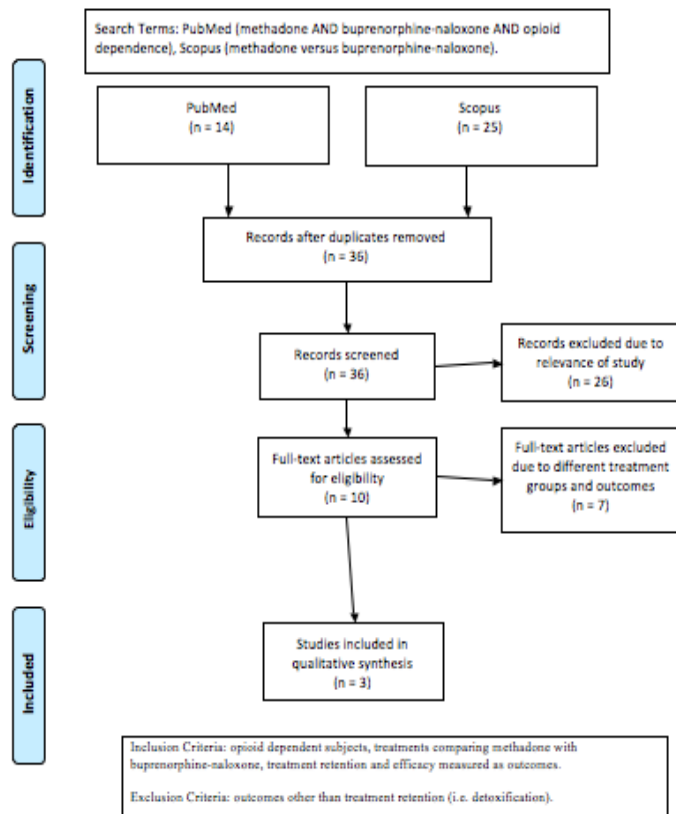 Search Terms: PubMed (methadone AND buprenorphine-naloxone AND opioid
dependence), Scopus (methadone versus buprenorphine-naloxone).
Identification
PubMed
(n = 14)
Scopus
(n = 25)
Records after duplicates removed
(n = 36)
Screening
Records screened
(n = 36)
Records excluded due to
relevance of study
(n = 26)
Eligibility
Full-text articles assessed
for eligibility
(n = 10)
Full-text articles excluded
due to different treatment
groups and outcomes
(n = 7)
Included
Studies included in
qualitative synthesis
(n = 3)
Inclusion Criteria: opioid dependent subjects, treatments comparing methadone with
buprenorphine-naloxone, treatment retention and efficacy measured as outcomes.
Exclusion Criteria: outcomes other than treatment retention (i.e. detoxification).